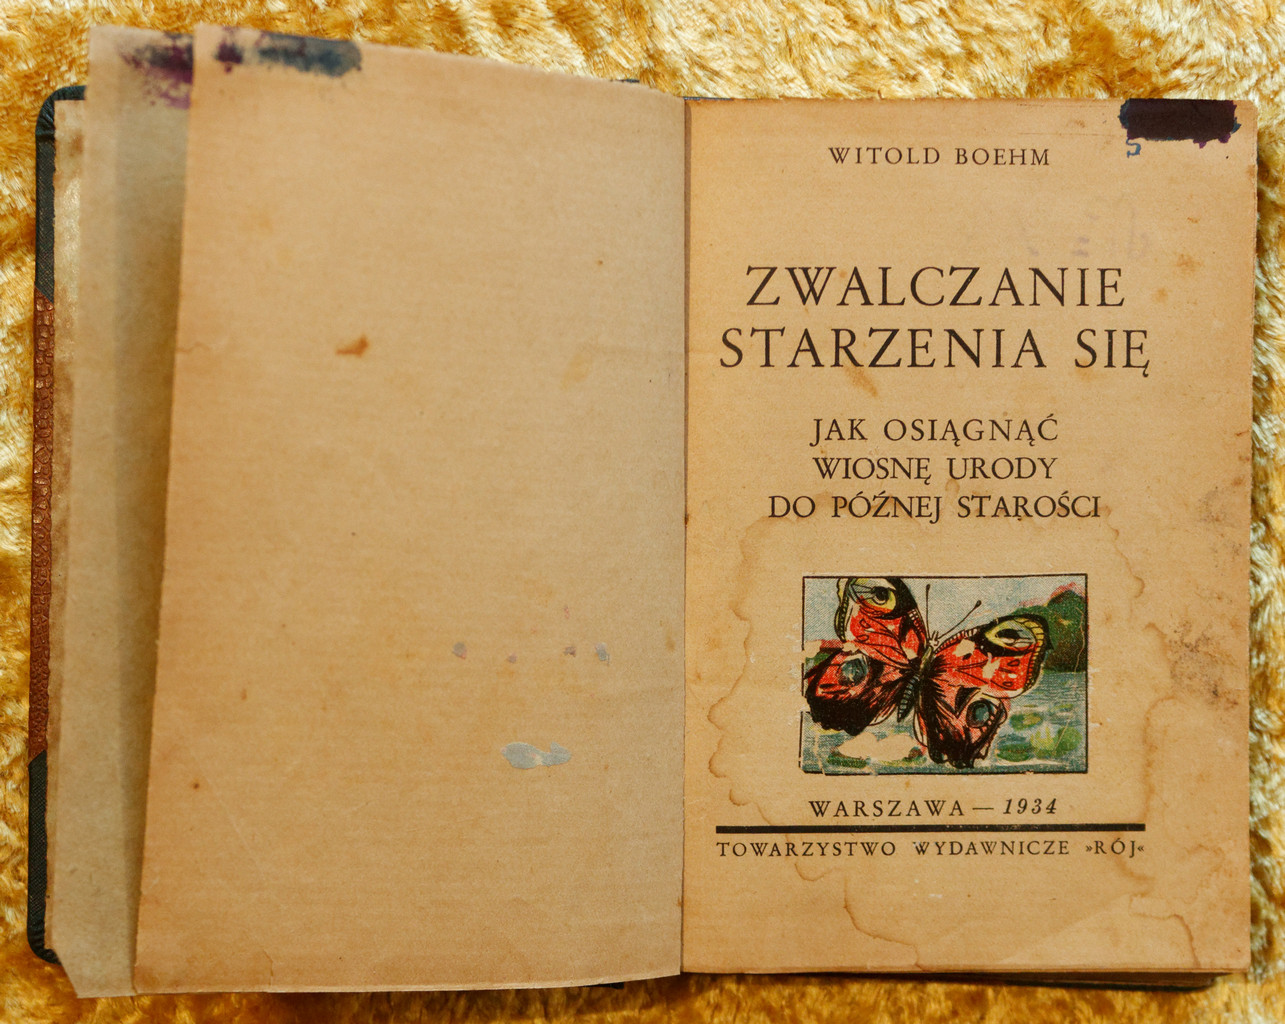 WITOLD BOEHM
ZWALCZANIE
STARZENIA SIĘ
JAK OSIĄGNĄĆ
WIOSNĘ URODY
DO PÓŹNEJ STAROŚCI
WARSZAWA — 1934
TOWARZYSTWO WYDAWNICZE »RÓJ«